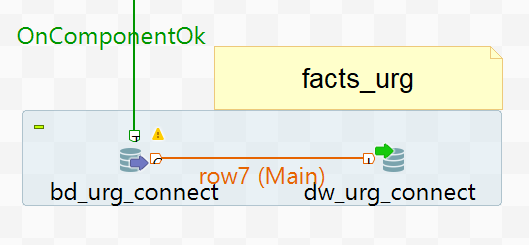 OnComponentOk
facts_urg
row7 (Main)
bd_urg_connect
dw_urg_connect